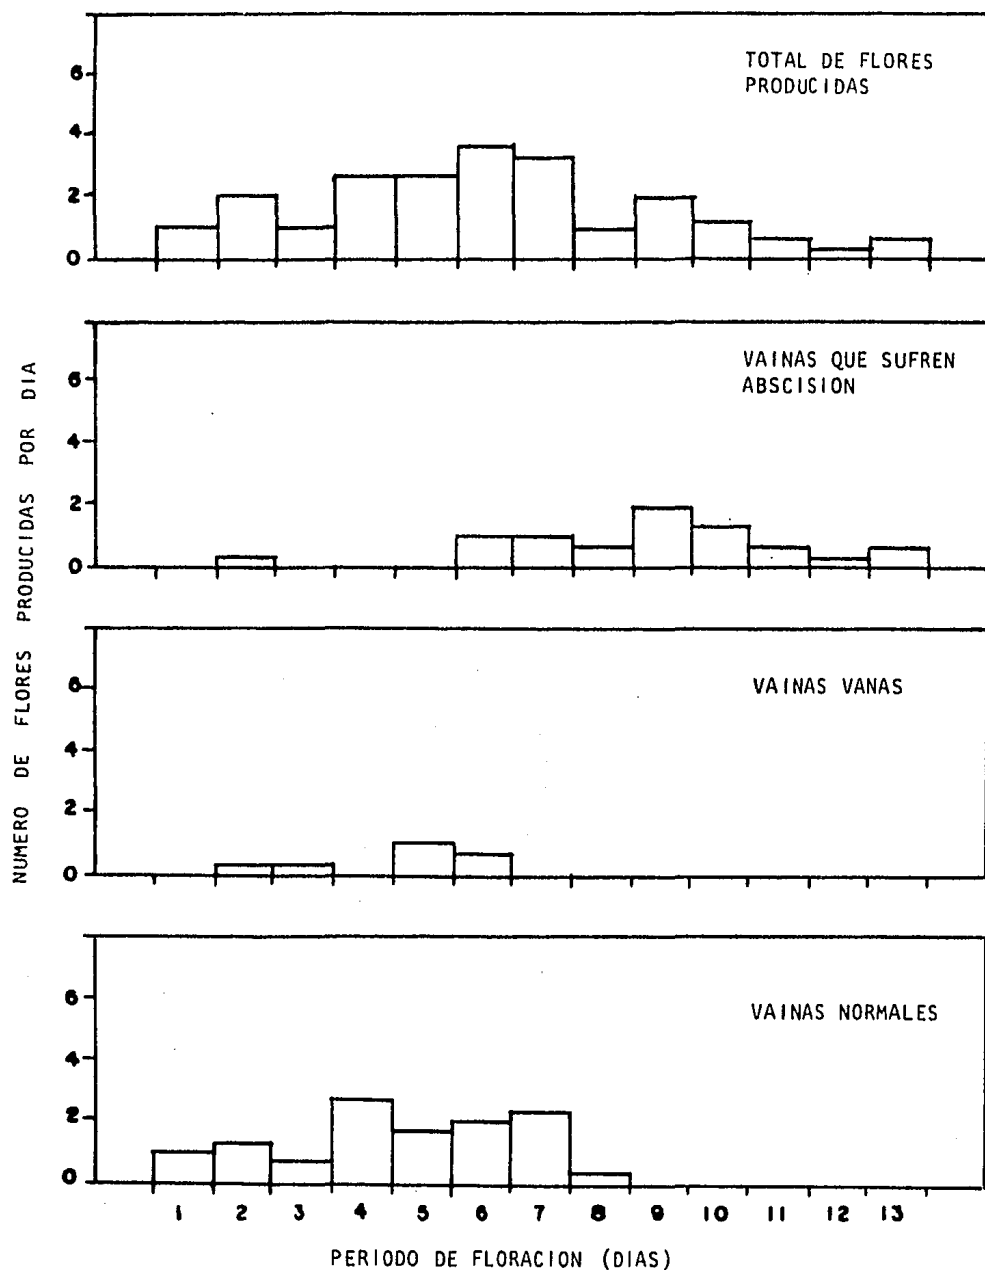 TOTAL DE FLORES
PRODUCIDAS
6
4
2
0
VAINAS QUE SUFREN
ABSCISION
6
4
2
0
VAINAS VANAS
6
4
2
0
VAINAS NORMALES
6
4
2
0
1 2 3 4 5 6 7 8 9 10 11 12 13
PERIODO DE FLORACION (DIAS)
NUMERO DE FLORES PRODUCIDAS POR DIA